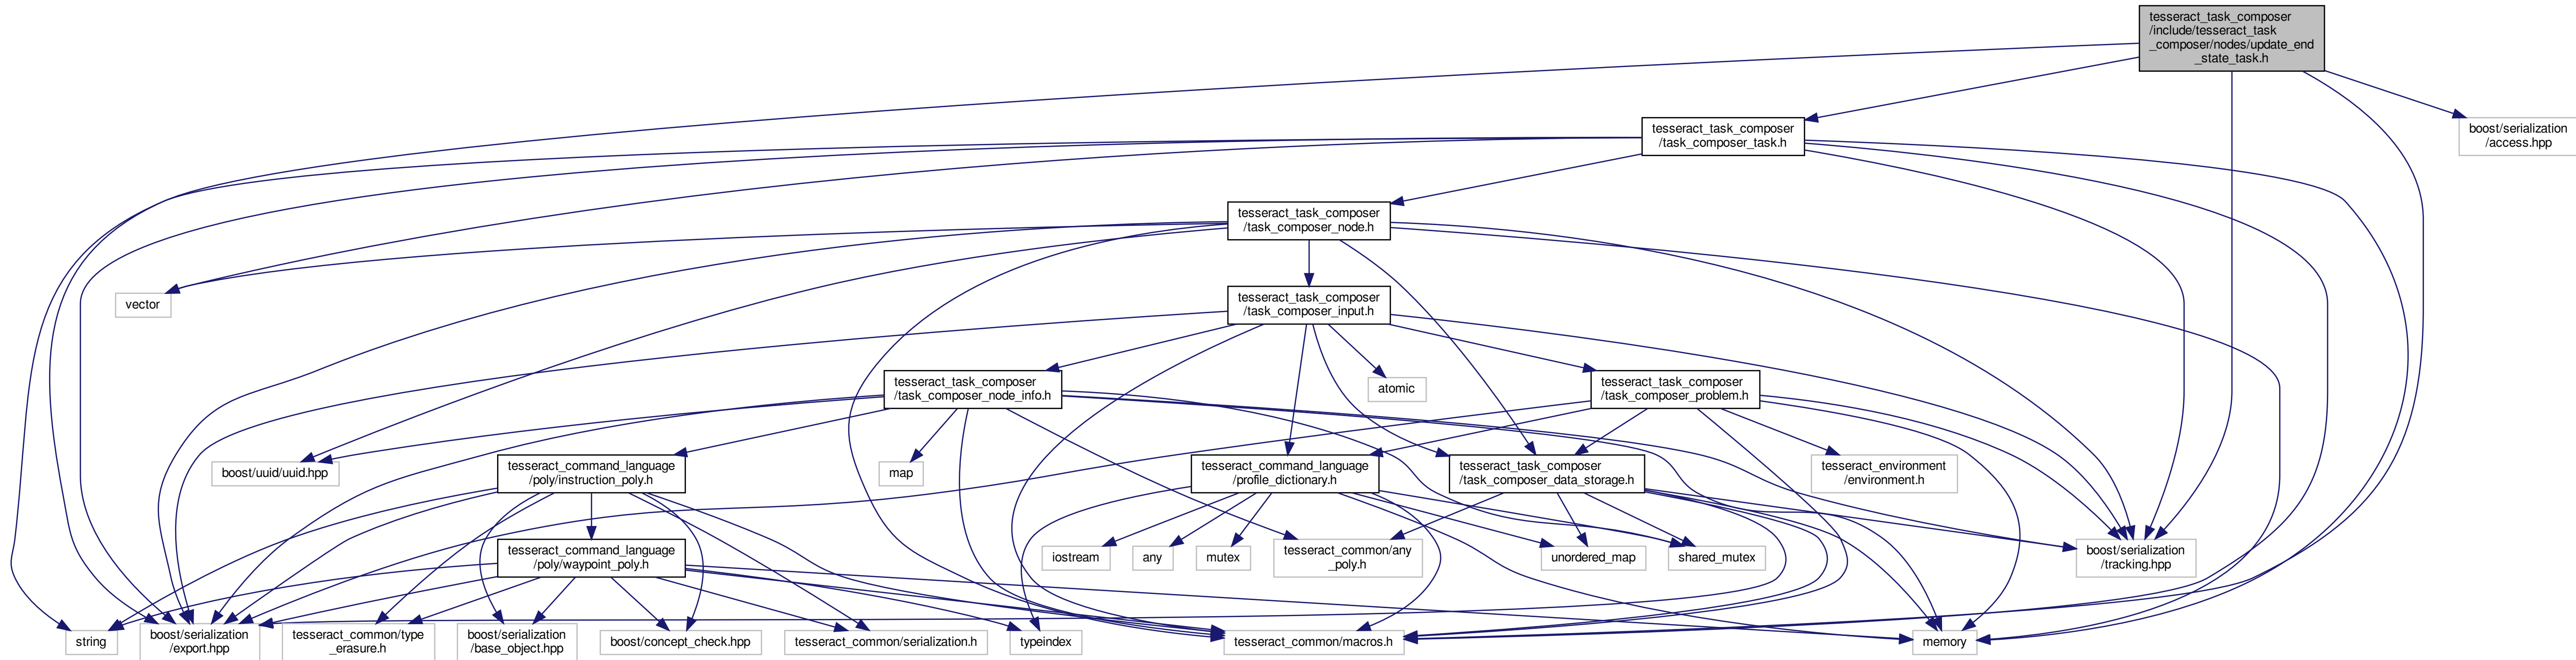 tesseract_task_composer
/include/tesseract_task
_composer/nodes/update_end
_state_task.h
tesseract_task_composer
/task_composer_task.h
boost/serialization
/access.hpp
tesseract_task_composer
/task_composer_node.h
vector
tesseract_task_composer
/task_composer_input.h
tesseract_task_composer
/task_composer_node_info.h
atomic
tesseract_task_composer
/task_composer_problem.h
boost/uuid/uuid.hpp
tesseract_command_language
/poly/instruction_poly.h
map
tesseract_command_language
/profile_dictionary.h
tesseract_task_composer
/task_composer_data_storage.h
tesseract_environment
/environment.h
tesseract_command_language
/poly/waypoint_poly.h
iostream
any
mutex
tesseract_common/any
_poly.h
unordered_map
shared_mutex
boost/serialization
/tracking.hpp
string
boost/serialization
/export.hpp
tesseract_common/type
_erasure.h
boost/serialization
/base_object.hpp
boost/concept_check.hpp
tesseract_common/serialization.h
typeindex
tesseract_common/macros.h
memory